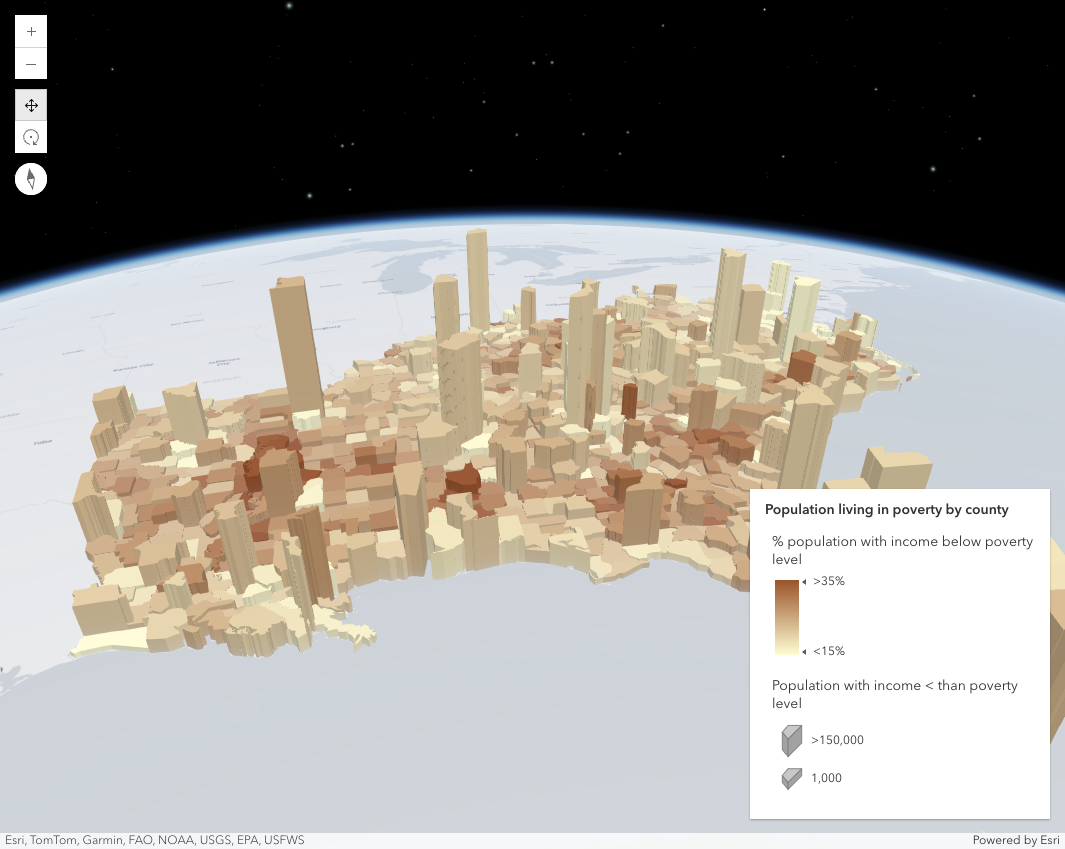 Population living in poverty by county
% population with income below poverty
level
>35%
<15%
Population with income < than poverty
level
>150,000
1,000
Esri, TomTom, Garmin, FAO, NOAA, USGS, EPA, USFWS
Powered by Esri